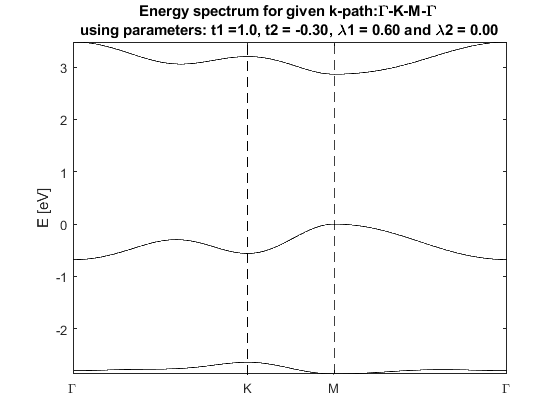 Energy spectrum for given k-path:Γ-K-M-Γ
using parameters: t1 =1.0, t2 = -0.30, λ1 = 0.60 and λ2 = 0.00
E [eV]
3
2
1
0
-1
-2
Γ K M Γ